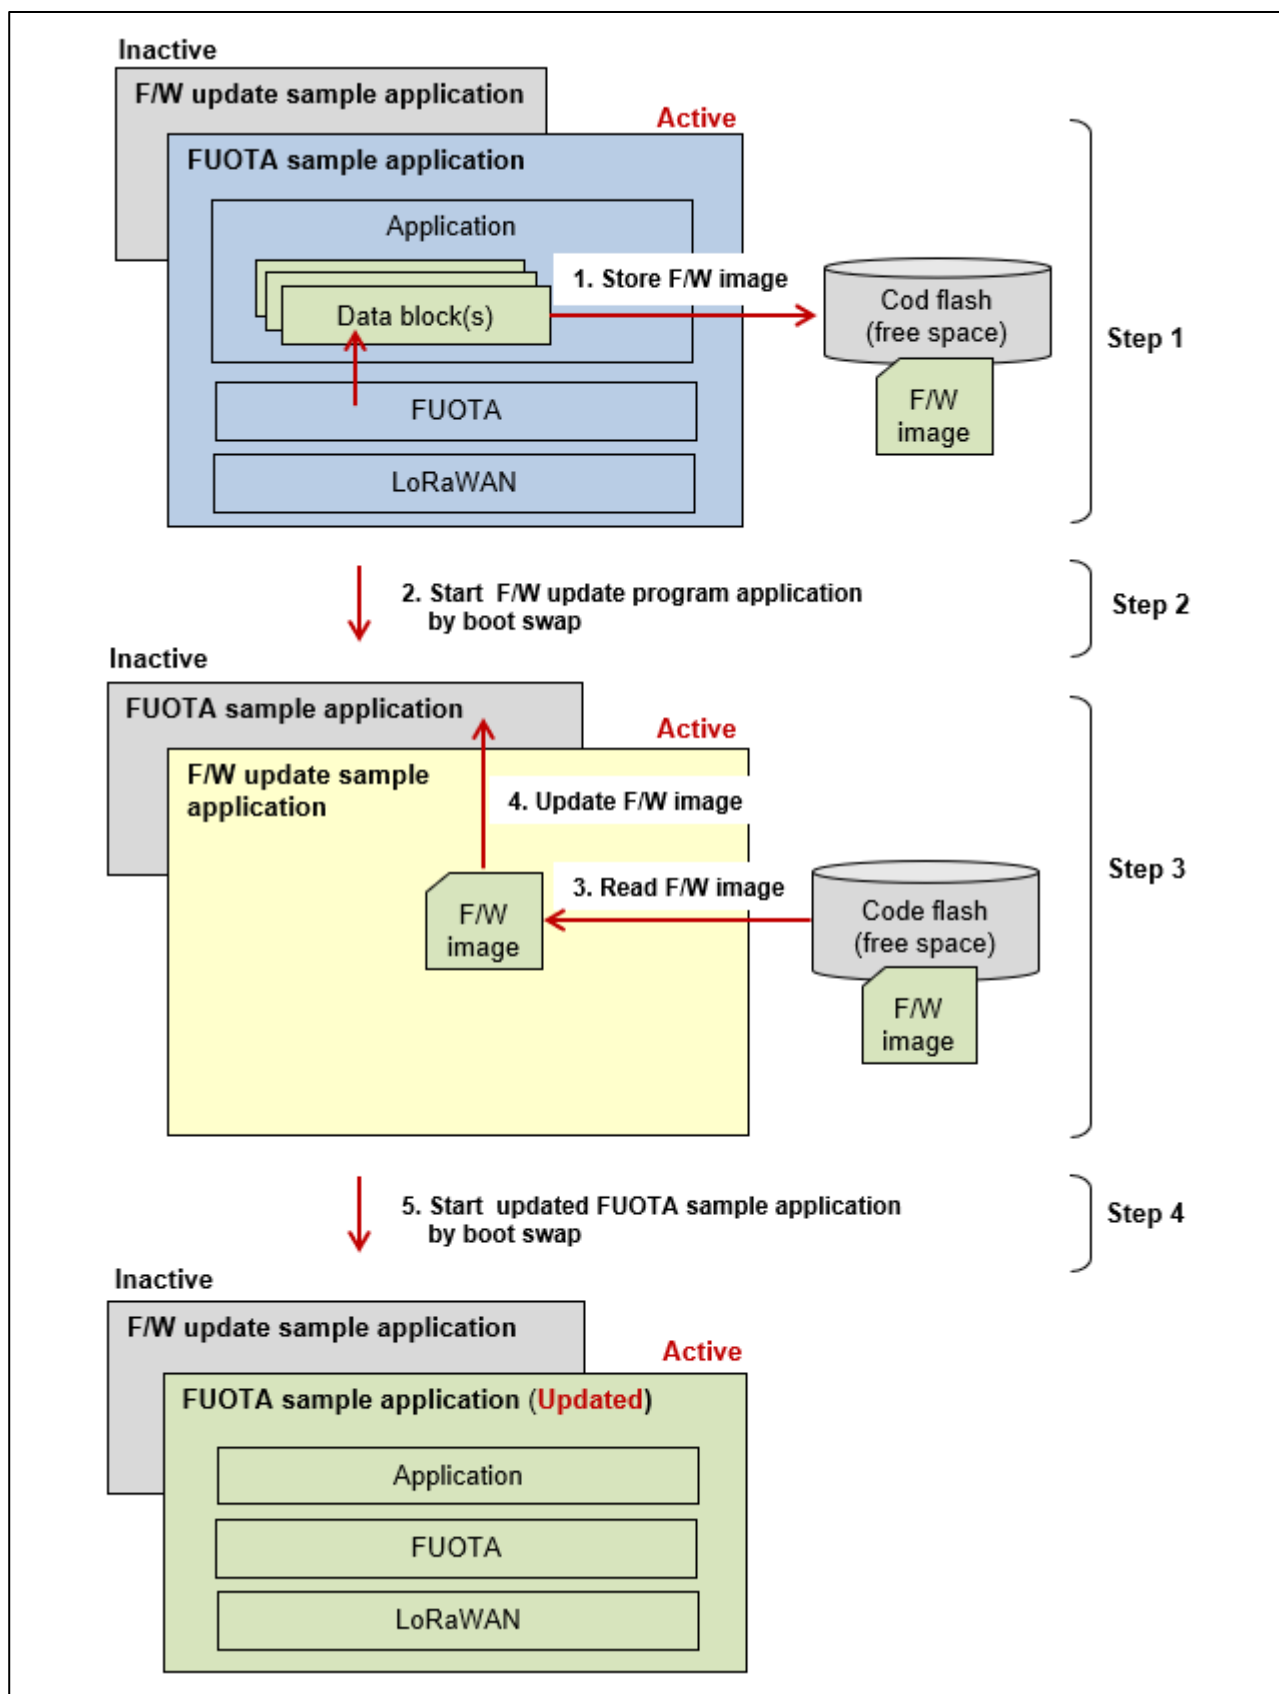 Inactive
F/W update sample application
Active
FUOTA sample application
Application
1. Store F/W image
Data block(s)
Cod flash
(free space)
F/W
image
FUOTA
LoRaWAN
Step 1
2. Start F/W update program application
by boot swap
Step 2
Inactive
FUOTA sample application
Active
F/W update sample
application
4. Update F/W image
3. Read F/W image
F/W
image
Code flash
(free space)
F/W
image
Step 3
5. Start updated FUOTA sample application
by boot swap
Step 4
Inactive
F/W update sample application
Active
FUOTA sample application (Updated)
Application
FUOTA
LoRaWAN